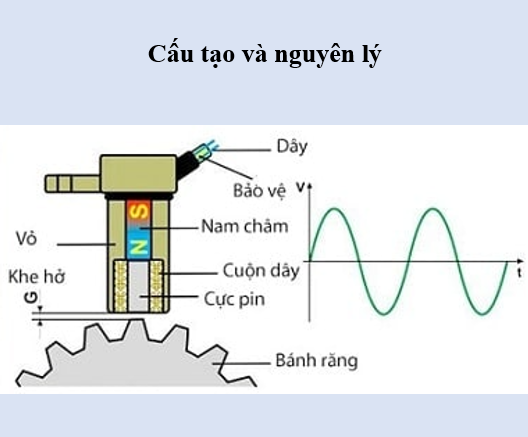 Cấu tạo và nguyên lý
Dây
Bảo vệ
V
S
Nam châm
N
Vỏ
Khe hở
G
Cuộn dây
Cực pin
t
Bánh răng